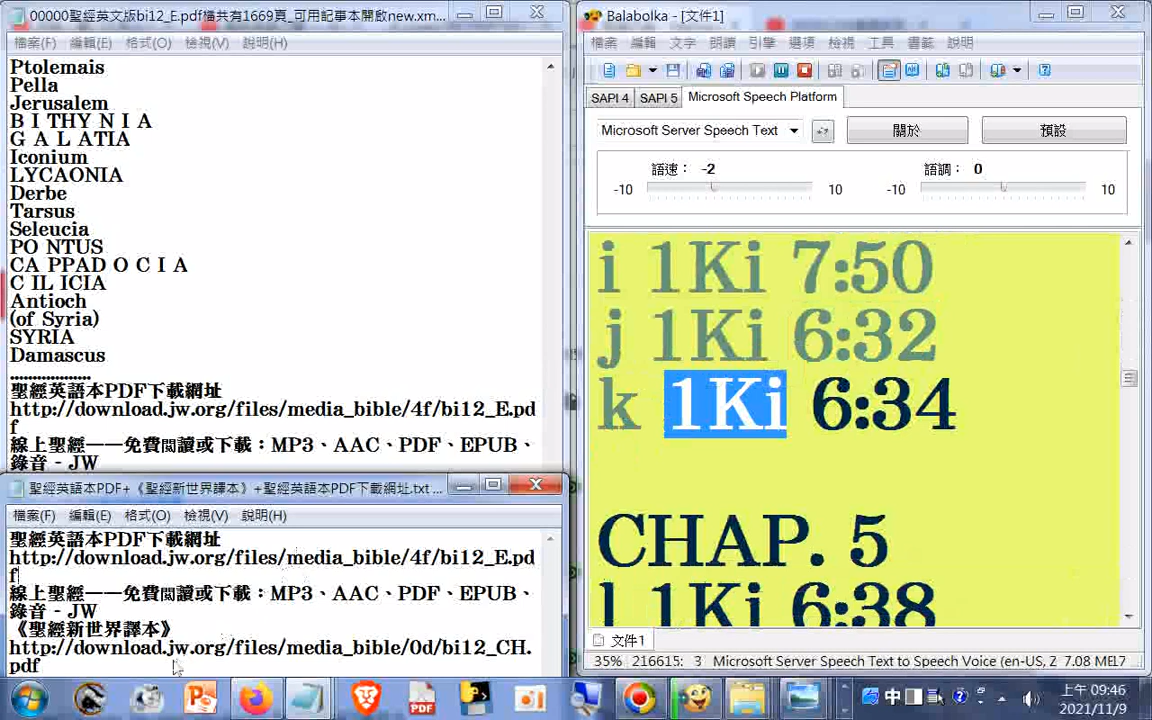 00000聖經英文版bi12_E.pdf檔共有1669頁_可用記事本開啟new.xm...
檔案(F) 編輯(E) 格式(O) 檢視(V) 說明(H)
Ptolemais
Pella
Jerusalem
B I THY N I A
G A L ATIA
Iconium
LYCAONIA
Derbe
Tarsus
Seleucia
PO NTUS
CA PPAD O C I A
C IL ICIA
Antioch
(of Syria)
SYRIA
Damascus
..................
聖經英語本PDF下載網址
http://download.jw.org/files/media_bible/4f/bi12_E.pd
f
線上聖經——免費閱讀或下載：MP3、AAC、PDF、EPUB、
錄音 - JW
聖經英語本PDF+《聖經新世界譯本》+聖經英語本PDF下載網址.txt ...
檔案(F) 編輯(E) 格式(O) 檢視(V) 說明(H)
聖經英語本PDF下載網址
http://download.jw.org/files/media_bible/4f/bi12_E.pd
f
線上聖經——免費閱讀或下載：MP3、AAC、PDF、EPUB、
錄音 - JW
《聖經新世界譯本》
http://download.jw.org/files/media_bible/0d/bi12_CH.
pdf
Balabolka - [文件1]
檔案 編輯 文字 朗讀 引擎 選項 檢視 工具 書籤 說明
SAPI 4 SAPI 5 Microsoft Speech Platform
Microsoft Server Speech Text 關於 預設
語速： -2 語調： 0
-10 10 -10 10
i 1Ki 7:50
j 1Ki 6:32
k 1Ki 6:34
CHAP. 5
l 1Ki 6:38
文件1
35% 216615: 3 Microsoft Server Speech Text to Speech Voice (en-US, Z 7.08 МЕ17
PDF
中
上午 09:46
2021/11/9